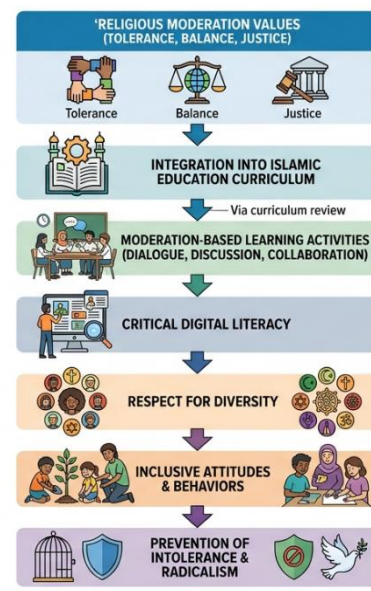 ‘RELIGIOUS MODERATION VALUES
(TOLERANCE, BALANCE, JUSTICE)
Tolerance
Balance
Justice
INTEGRATION INTO ISLAMIC
EDUCATION CURRICULUM
Via curriculum review
MODERATION-BASED LEARNING ACTIVITIES
(DIALOGUE, DISCUSSION, COLLABORATION)
CRITICAL DIGITAL LITERACY
RESPECT FOR DIVERSITY
INCLUSIVE ATTITUDES
& BEHAVIORS
PREVENTION OF
INTOLERANCE &
RADICALISM